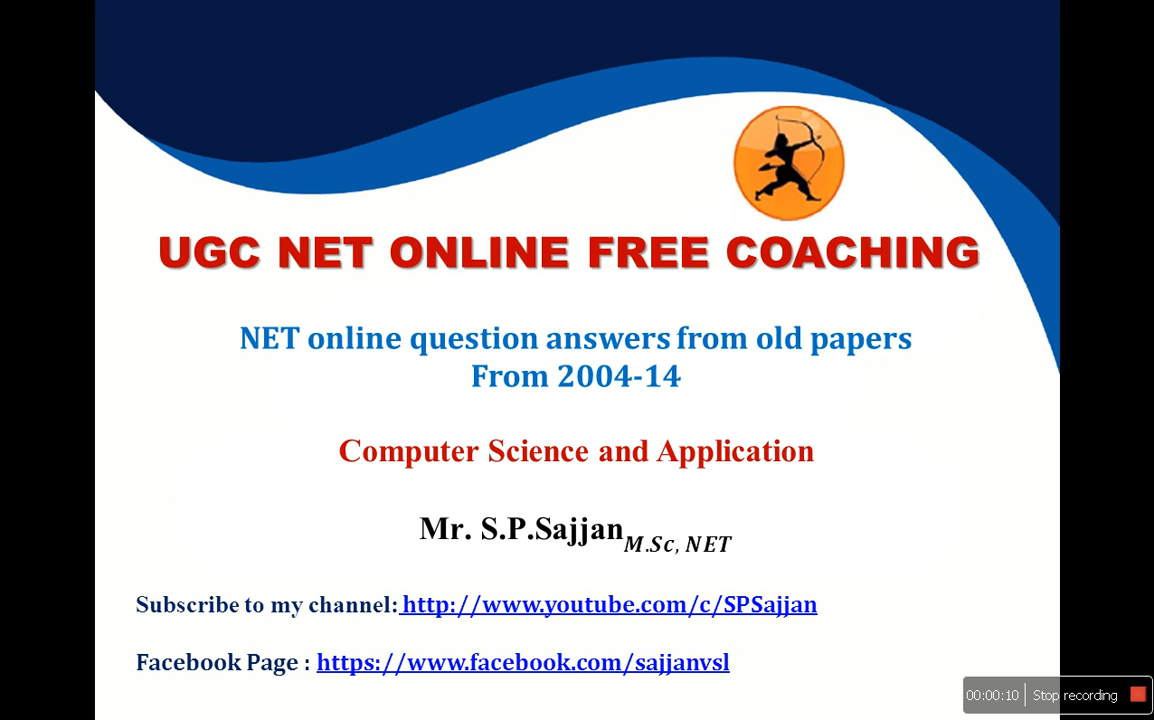 UGC NET ONLINE FREE COACHING
NET online question answers from old papers
From 2004-14
Computer Science and Application
Mr. S.P.Sajjan M.Sc, NET
Subscribe to my channel: http://www.youtube.com/c/SPSajjan
Facebook Page : https://www.facebook.com/sajjanvsl
00:00:10 Stop recording